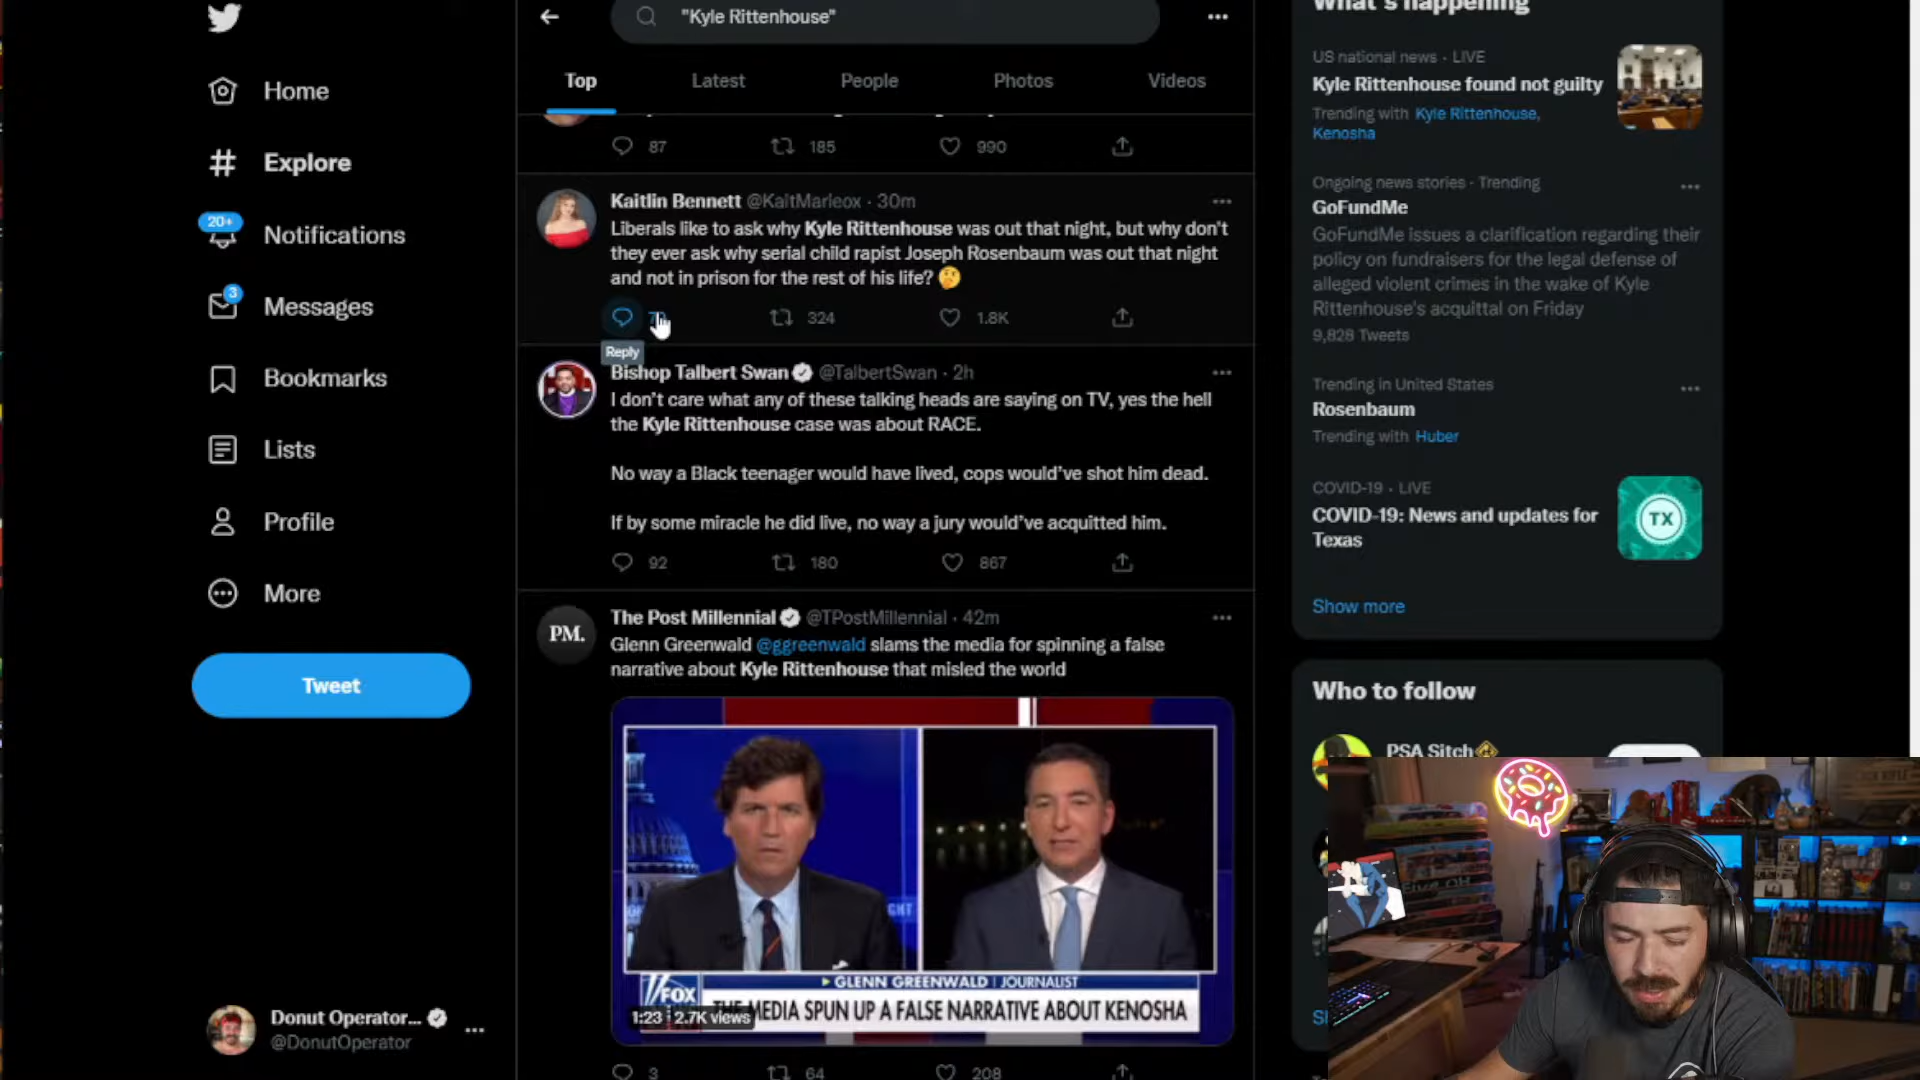 "Kyle Rittenhouse"
Top
Latest
People
Photos
Videos
Home
Explore
20+
Notifications
3
Messages
Bookmarks
Lists
Profile
More
Tweet
Donut Operator...
@DonutOperator
87
185
990
Kaitlin Bennett @KaitMarieox · 30m
Liberals like to ask why Kyle Rittenhouse was out that night, but why don't
they ever ask why serial child rapist Joseph Rosenbaum was out that night
and not in prison for the rest of his life? 🤔
324
1.8K
Reply
Bishop Talbert Swan @TalbertSwan · 2h
I don't care what any of these talking heads are saying on TV, yes the hell
the Kyle Rittenhouse case was about RACE.
No way a Black teenager would have lived, cops would've shot him dead.
If by some miracle he did live, no way a jury would've acquitted him.
92
180
867
PM.
The Post Millennial @TPostMillennial · 42m
Glenn Greenwald @ggreenwald slams the media for spinning a false
narrative about Kyle Rittenhouse that misled the world
GLENN GREENWALD | JOURNALIST
FOX
THE MEDIA SPUN UP A FALSE NARRATIVE ABOUT KENOSHA
1:23 2.7K views
3
64
208
What's happening
US national news · LIVE
Kyle Rittenhouse found not guilty
Trending with Kyle Rittenhouse,
Kenosha
Ongoing news stories · Trending
GoFundMe
GoFundMe issues a clarification regarding their
policy on fundraisers for the legal defense of
alleged violent crimes in the wake of Kyle
Rittenhouse's acquittal on Friday
9,828 Tweets
Trending in United States
Rosenbaum
Trending with Huber
COVID-19 · LIVE
COVID-19: News and updates for
Texas
TX
Show more
Who to follow
PSA Sitch